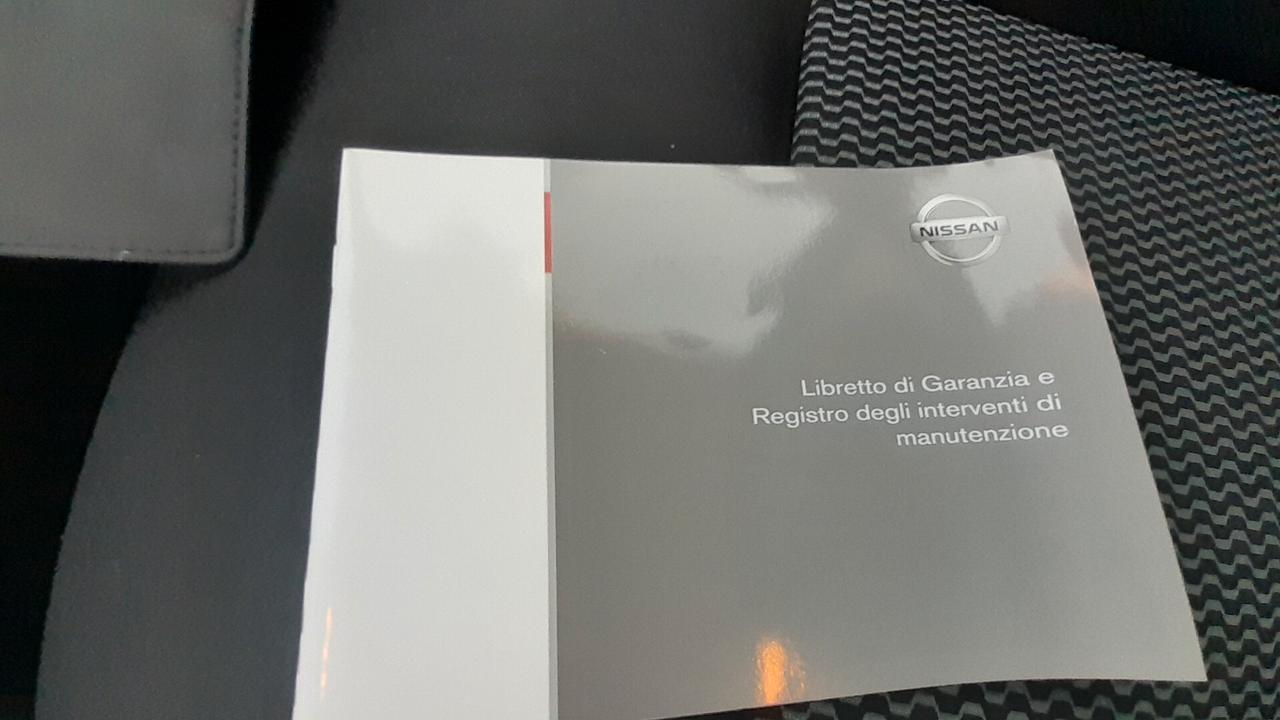 NISSAN
Libretto di Garanzia e
Registro degli interventi di
manutenzione